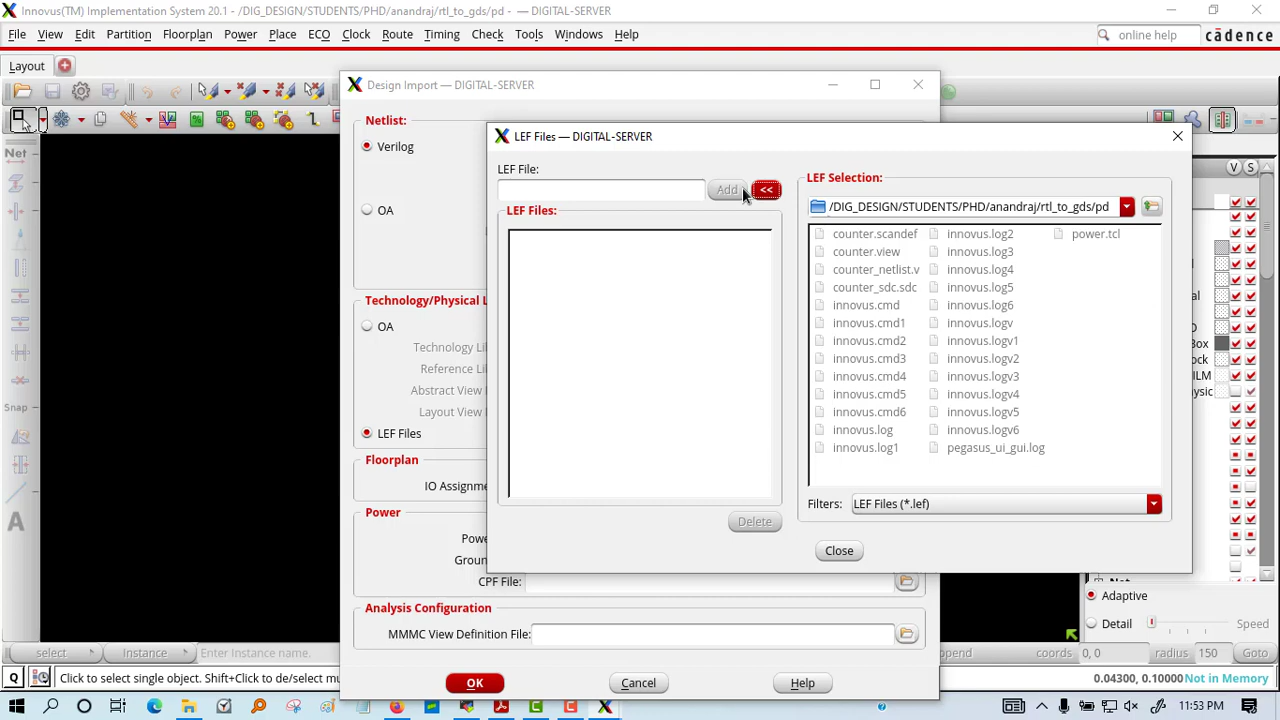 Innovus(TM) Implementation System 20.1 - /DIG_DESIGN/STUDENTS/PHD/anandraj/rtl_to_gds/pd - — DIGITAL-SERVER
File View Edit Partition Floorplan Power Place ECO Clock Route Timing Check Tools Windows Help
online help
cādence
Layout
Design Import — DIGITAL-SERVER
Netlist:
Verilog
OA
Technology/Physical L
OA
Technology Li
Reference Li
Abstract View
Layout View
LEF Files
Floorplan
IO Assignme
Power
Powe
Groun
CPF File:
Analysis Configuration
MMMC View Definition File:
OK
Cancel
Help
LEF Files — DIGITAL-SERVER
LEF File:
Add
<<
LEF Files:
Delete
LEF Selection:
/DIG_DESIGN/STUDENTS/PHD/anandraj/rtl_to_gds/pd
counter.scandef
counter.view
counter_netlist.v
counter_sdc.sdc
innovus.cmd
innovus.cmd1
innovus.cmd2
innovus.cmd3
innovus.cmd4
innovus.cmd5
innovus.cmd6
innovus.log
innovus.log1
innovus.log2
innovus.log3
innovus.log4
innovus.log5
innovus.log6
innovus.logv
innovus.logv1
innovus.logv2
innovus.logv3
innovus.logv4
innovus.logv5
innovus.logv6
pegasus_ui_gui.log
power.tcl
Filters: LEF Files (*.lef)
Close
Net
Snap
A
V S
Box
ock
ILM
ysic
Net
Adaptive
Detail
Speed
select
Instance
Enter Instance name.
ppend
coords 0, 0
radius 150
Goto
Q
Click to select single object. Shift+Click to de/select mu
0.04300, 0.10000
Not in Memory
11:53 PM